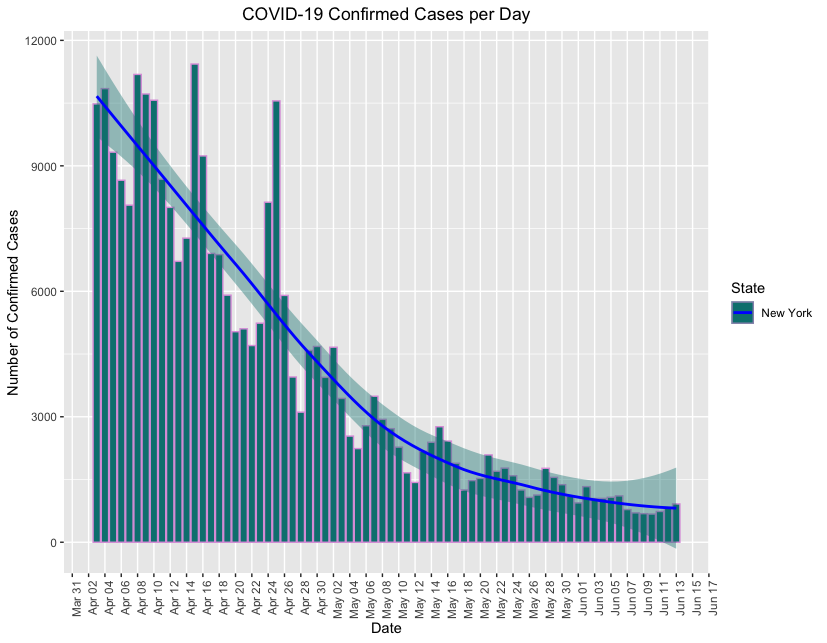 COVID-19 Confirmed Cases per Day
12000
9000
6000
3000
0
Number of Confirmed Cases
Mar 31
Apr 02
Apr 04
Apr 06
Apr 08
Apr 10
Apr 12
Apr 14
Apr 16
Apr 18
Apr 20
Apr 22
Apr 24
Apr 26
Apr 28
Apr 30
May 02
May 04
May 06
May 08
May 10
May 12
May 14
May 16
May 18
May 20
May 22
May 24
May 26
May 28
May 30
Jun 01
Jun 03
Jun 05
Jun 07
Jun 09
Jun 11
Jun 13
Jun 15
Jun 17
Date
State
New York